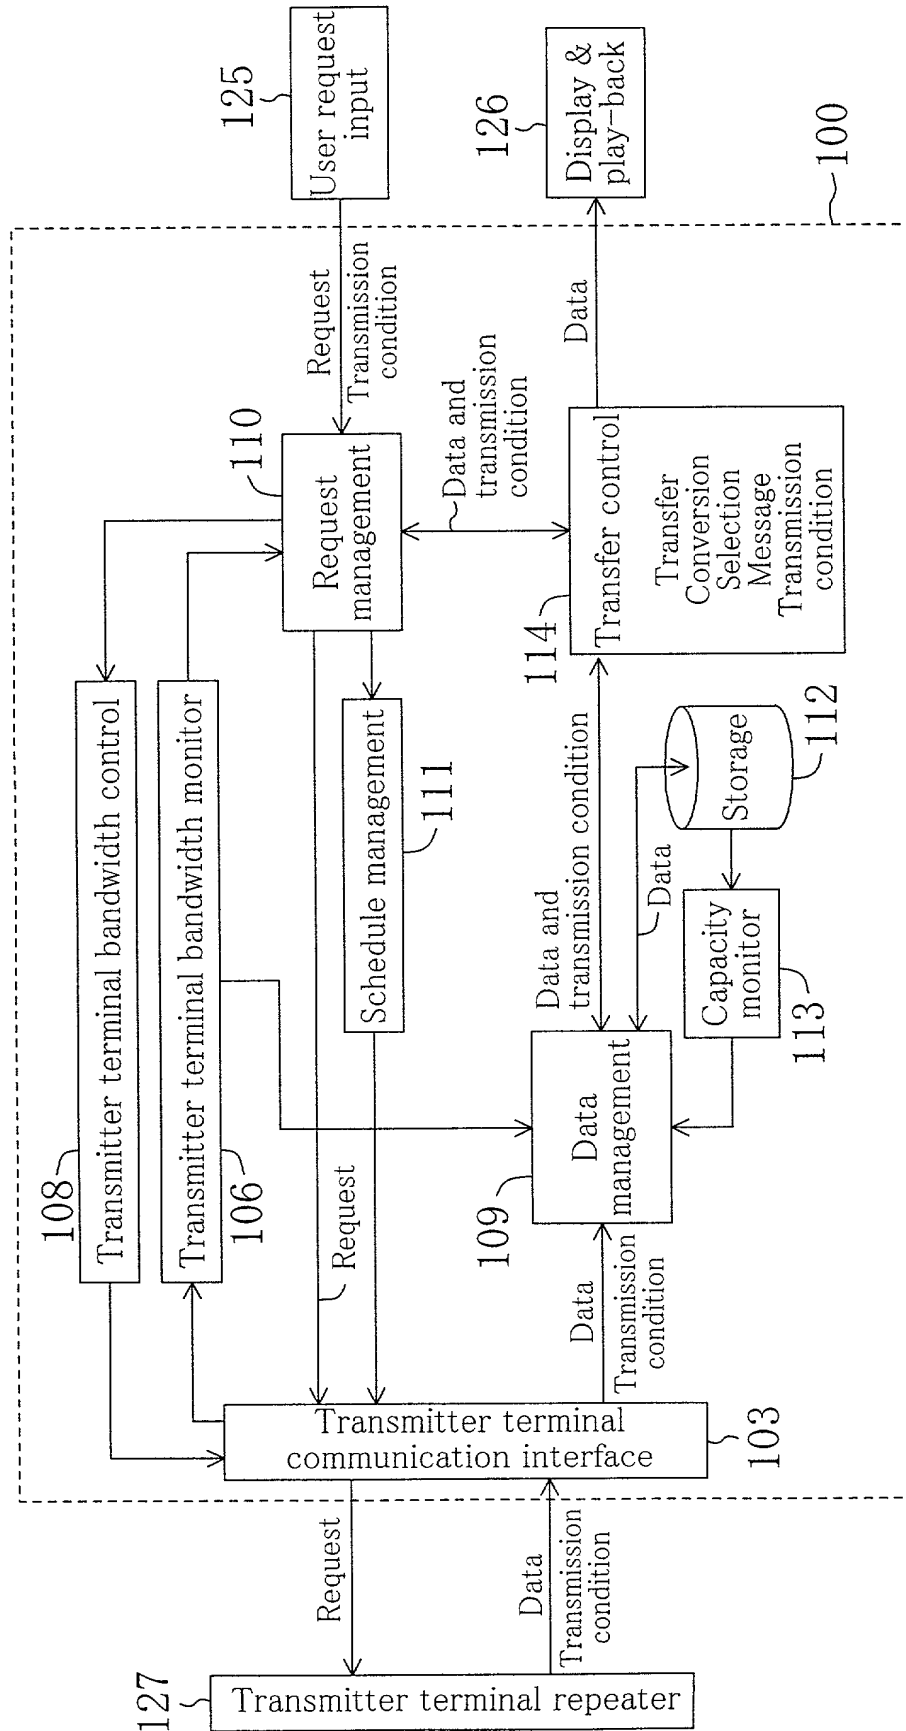 127
Transmitter terminal repeater
Request
Data
Transmission
condition
108
Transmitter terminal bandwidth control
106
Transmitter terminal bandwidth monitor
Transmitter terminal
communication interface
103
Request
Schedule management
111
Data
Transmission
condition
109
Data
management
110
Request
management
Request
Transmission
condition
125
User request
input
Data and
transmission condition
Data
Data and
transmission
condition
114
Transfer control
Transfer
Conversion
Selection
Message
Transmission
condition
Capacity
monitor
113
Storage
112
Data
126
Display &
play-back
100